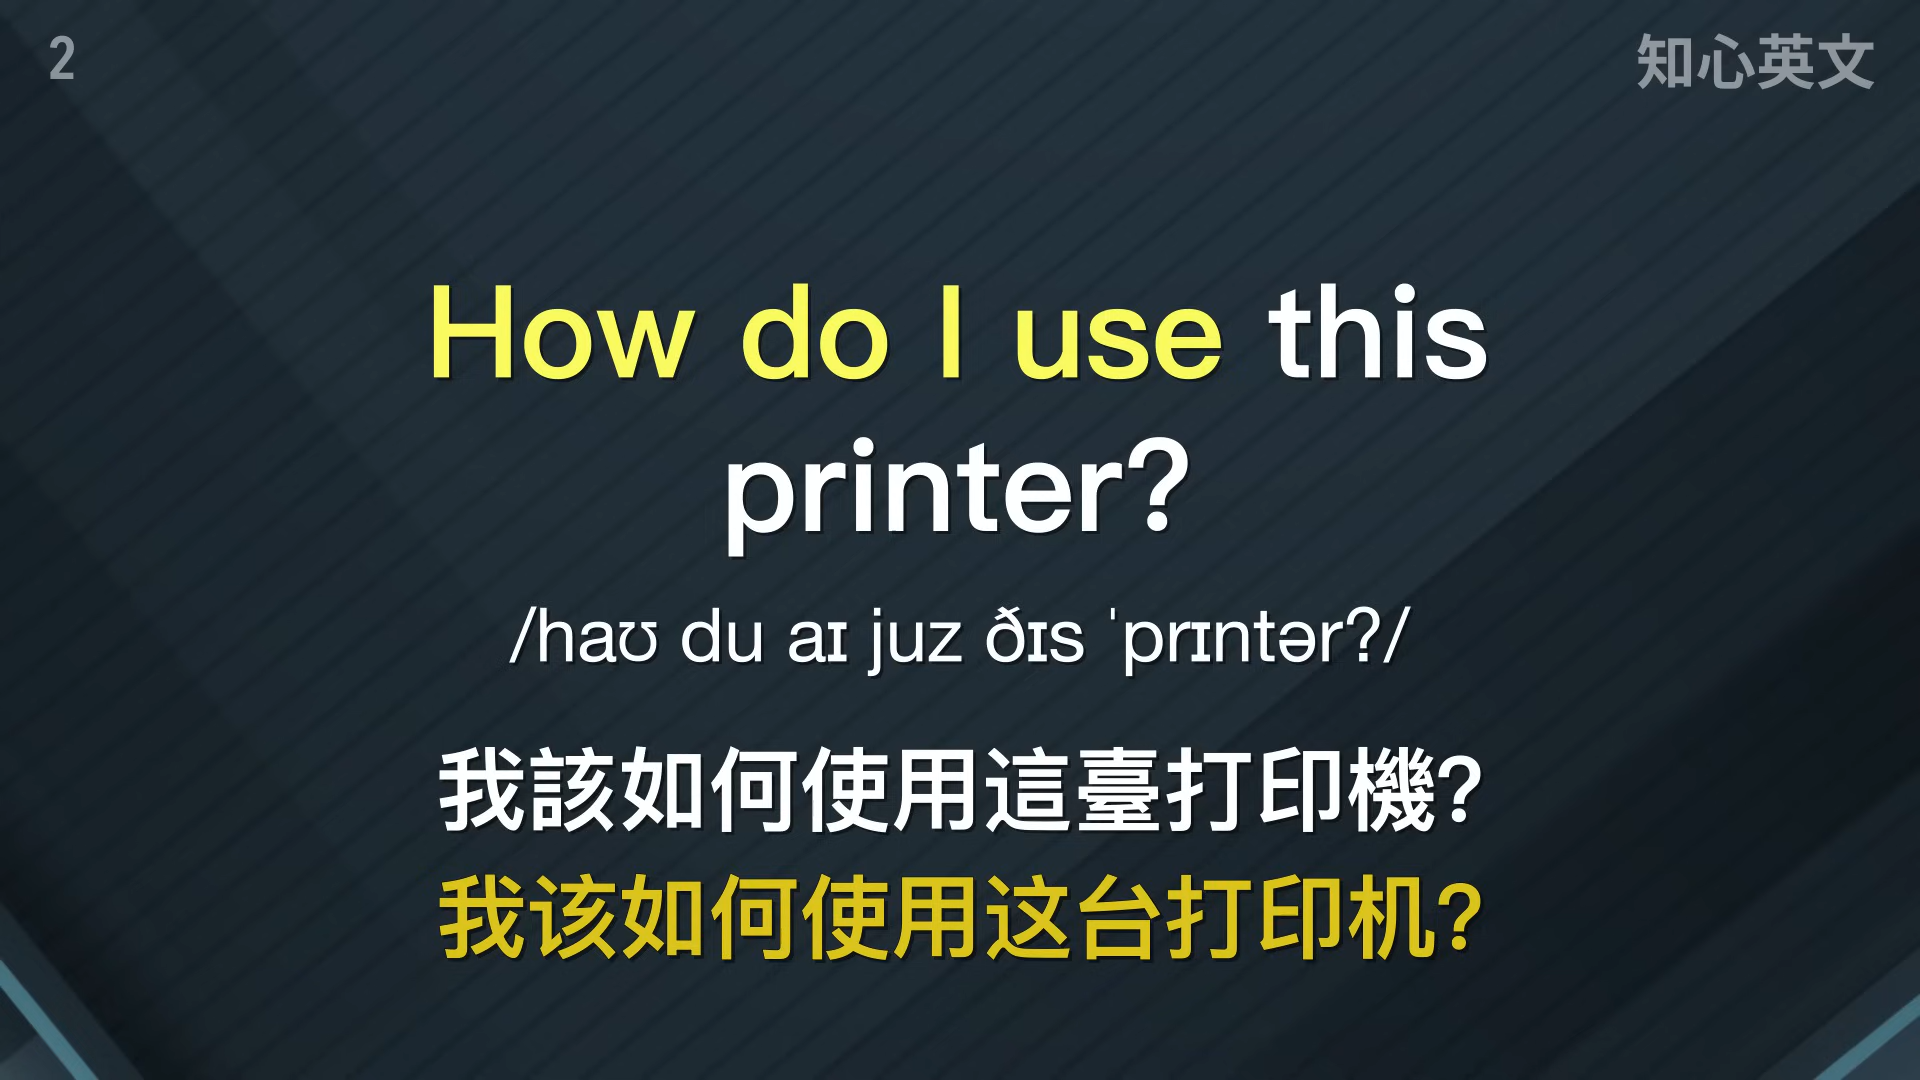 2
知心英文
How do I use this
printer?
/haʊ du aɪ juz ðɪs ˈprɪntər?/
我該如何使用這臺打印機?
我该如何使用这台打印机?